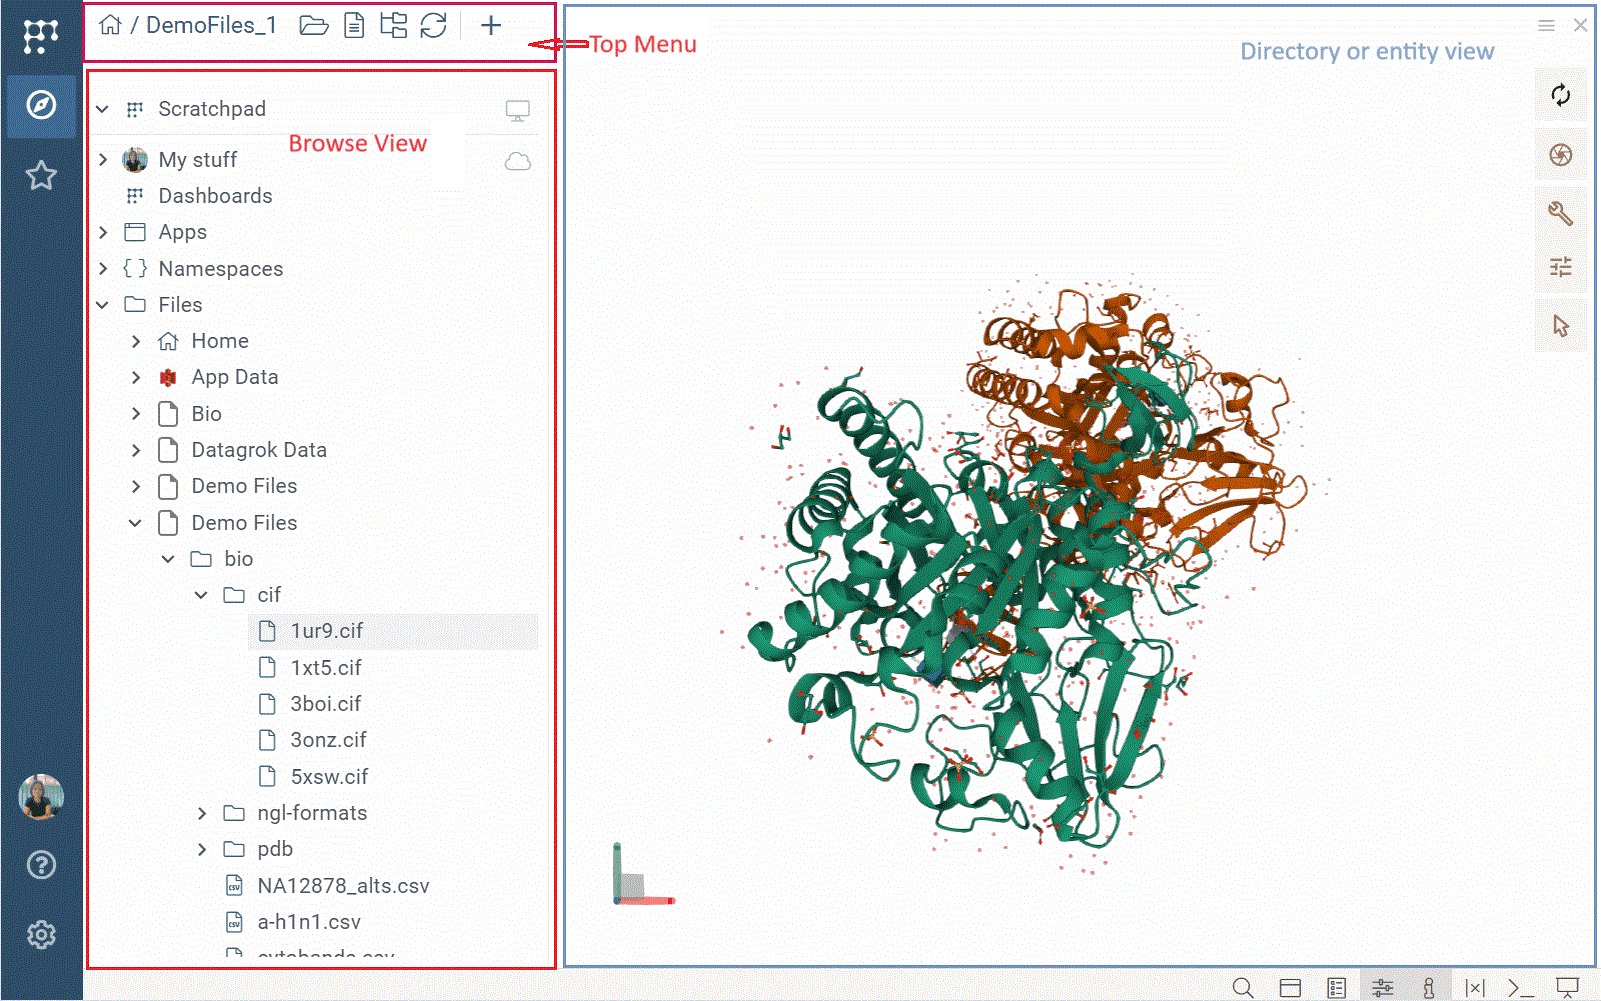 / DemoFiles_1
Top Menu
Directory or entity view
Scratchpad
Browse View
My stuff
Dashboards
Apps
{ } Namespaces
Files
Home
App Data
Bio
Datagrok Data
Demo Files
Demo Files
bio
cif
1ur9.cif
1xt5.cif
3boi.cif
3onz.cif
5xsw.cif
ngl-formats
pdb
NA12878_alts.csv
a-h1n1.csv
cytobands.csv